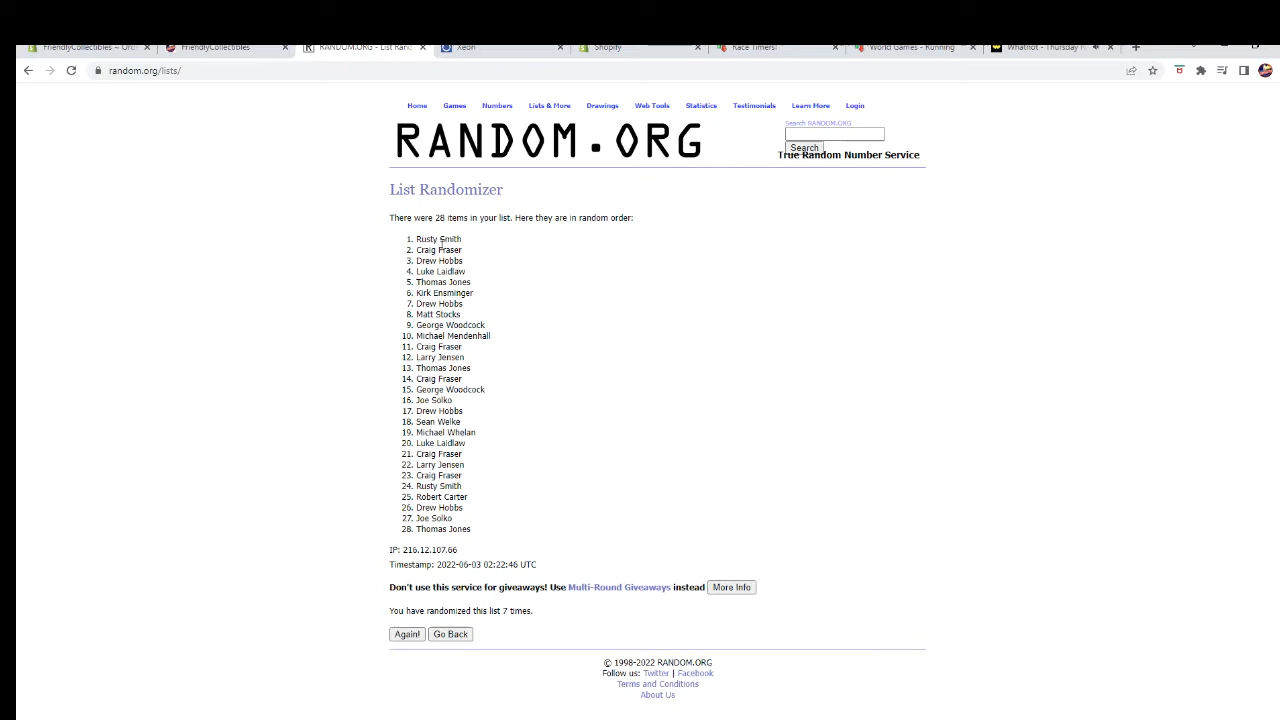 FriendlyCollectibles ~ Ord
FriendlyCollectibles
RANDOM.ORG - List Rand
Xeon
Shopify
Race Timers!
World Games - Running
Whatnot - Thursday
random.org/lists/
Home Games Numbers Lists & More Drawings Web Tools Statistics Testimonials Learn More Login
RANDOM.ORG
Search RANDOM.ORG
Search
True Random Number Service
List Randomizer
There were 28 items in your list. Here they are in random order:
1. Rusty Smith
2. Craig Fraser
3. Drew Hobbs
4. Luke Laidlaw
5. Thomas Jones
6. Kirk Ensminger
7. Drew Hobbs
8. Matt Stocks
9. George Woodcock
10. Michael Mendenhall
11. Craig Fraser
12. Larry Jensen
13. Thomas Jones
14. Craig Fraser
15. George Woodcock
16. Joe Solko
17. Drew Hobbs
18. Sean Welke
19. Michael Whelan
20. Luke Laidlaw
21. Craig Fraser
22. Larry Jensen
23. Craig Fraser
24. Rusty Smith
25. Robert Carter
26. Drew Hobbs
27. Joe Solko
28. Thomas Jones
IP: 216.12.107.66
Timestamp: 2022-06-03 02:22:46 UTC
Don't use this service for giveaways! Use Multi-Round Giveaways instead More Info
You have randomized this list 7 times.
Again! Go Back
© 1998-2022 RANDOM.ORG
Follow us: Twitter | Facebook
Terms and Conditions
About Us